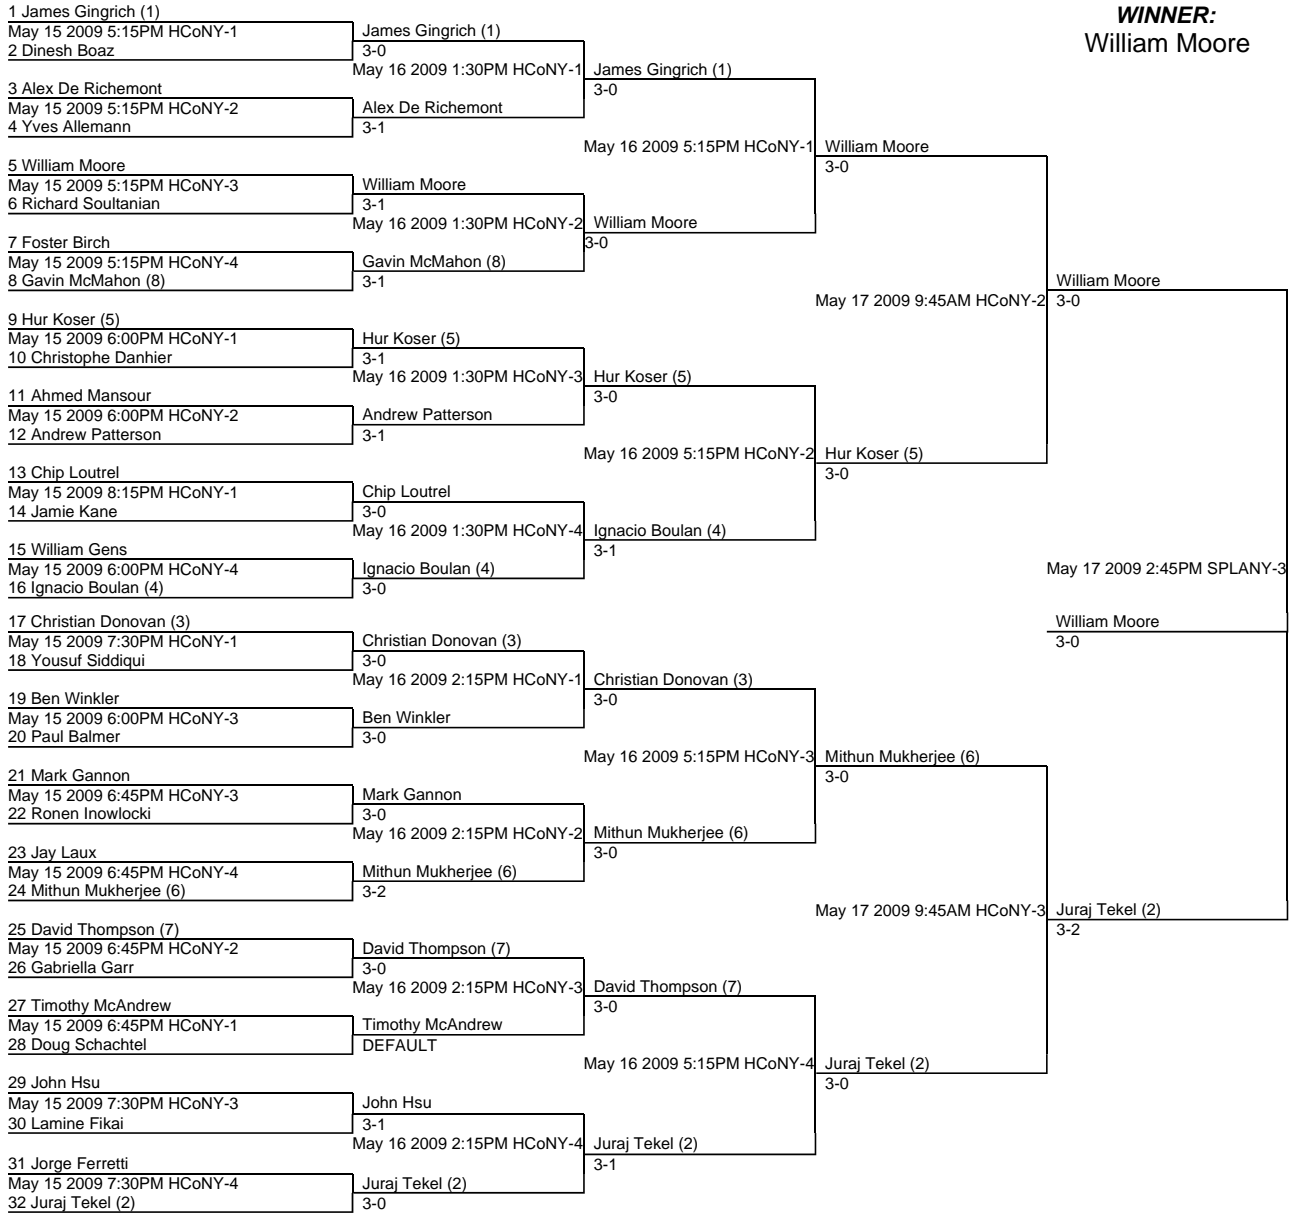 WINNER:
William Moore
1 James Gingrich (1)
May 15 2009 5:15PM HCoNY-1
2 Dinesh Boaz
3 Alex De Richemont
May 15 2009 5:15PM HCoNY-2
4 Yves Allemann
5 William Moore
May 15 2009 5:15PM HCoNY-3
6 Richard Soultanian
7 Foster Birch
May 15 2009 5:15PM HCoNY-4
8 Gavin McMahon (8)
9 Hur Koser (5)
May 15 2009 6:00PM HCoNY-1
10 Christophe Danhier
11 Ahmed Mansour
May 15 2009 6:00PM HCoNY-2
12 Andrew Patterson
13 Chip Loutrel
May 15 2009 8:15PM HCoNY-1
14 Jamie Kane
15 William Gens
May 15 2009 6:00PM HCoNY-4
16 Ignacio Boulan (4)
17 Christian Donovan (3)
May 15 2009 7:30PM HCoNY-1
18 Yousuf Siddiqui
19 Ben Winkler
May 15 2009 6:00PM HCoNY-3
20 Paul Balmer
21 Mark Gannon
May 15 2009 6:45PM HCoNY-3
22 Ronen Inowlocki
23 Jay Laux
May 15 2009 6:45PM HCoNY-4
24 Mithun Mukherjee (6)
25 David Thompson (7)
May 15 2009 6:45PM HCoNY-2
26 Gabriella Garr
27 Timothy McAndrew
May 15 2009 6:45PM HCoNY-1
28 Doug Schachtel
29 John Hsu
May 15 2009 7:30PM HCoNY-3
30 Lamine Fikai
31 Jorge Ferretti
May 15 2009 7:30PM HCoNY-4
32 Juraj Tekel (2)
James Gingrich (1)
3-0
May 16 2009 1:30PM HCoNY-1
Alex De Richemont
3-1
William Moore
3-1
May 16 2009 1:30PM HCoNY-2
Gavin McMahon (8)
3-1
Hur Koser (5)
3-1
May 16 2009 1:30PM HCoNY-3
Andrew Patterson
3-1
Chip Loutrel
3-0
May 16 2009 1:30PM HCoNY-4
Ignacio Boulan (4)
3-0
Christian Donovan (3)
3-0
May 16 2009 2:15PM HCoNY-1
Ben Winkler
3-0
Mark Gannon
3-0
May 16 2009 2:15PM HCoNY-2
Mithun Mukherjee (6)
3-2
David Thompson (7)
3-0
May 16 2009 2:15PM HCoNY-3
Timothy McAndrew
DEFAULT
John Hsu
3-1
May 16 2009 2:15PM HCoNY-4
Juraj Tekel (2)
3-0
James Gingrich (1)
3-0
May 16 2009 5:15PM HCoNY-1
William Moore
3-0
Hur Koser (5)
3-0
May 16 2009 5:15PM HCoNY-2
Ignacio Boulan (4)
3-1
Christian Donovan (3)
3-0
May 16 2009 5:15PM HCoNY-3
Mithun Mukherjee (6)
3-0
David Thompson (7)
3-0
May 16 2009 5:15PM HCoNY-4
Juraj Tekel (2)
3-1
William Moore
3-0
May 17 2009 9:45AM HCoNY-2
Hur Koser (5)
3-0
Mithun Mukherjee (6)
3-0
May 17 2009 9:45AM HCoNY-3
Juraj Tekel (2)
3-0
William Moore
3-0
May 17 2009 2:45PM SPLANY-3
William Moore
3-0
Juraj Tekel (2)
3-2